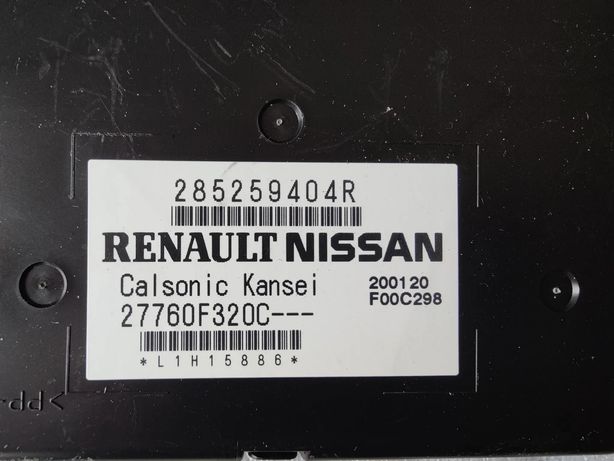 285259404R
RENAULT NISSAN
Calsonic Kansei 200120
27760F320C--- F00C298
*L1H15886*